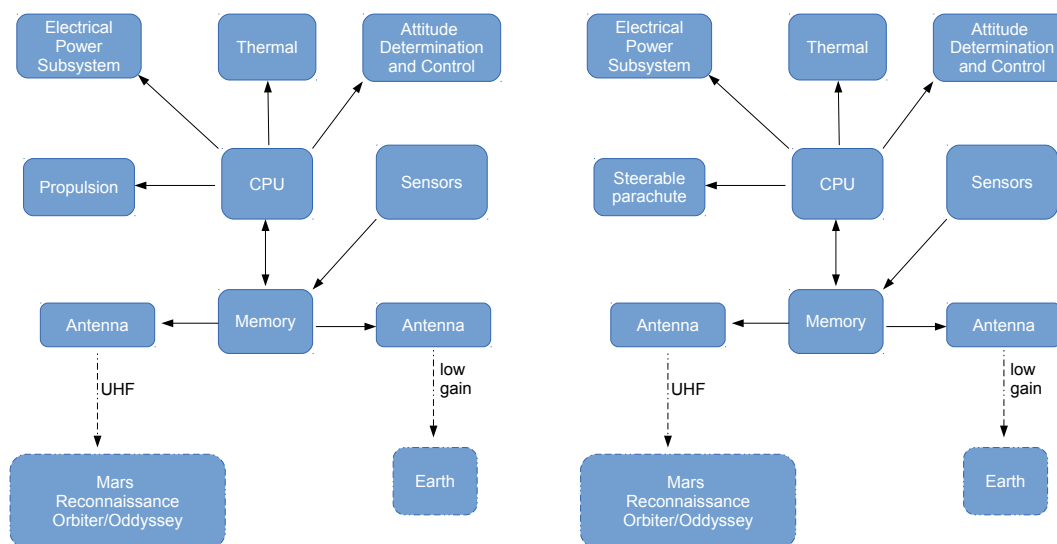 Electrical
Power
Subsystem
Thermal
Attitude
Determination
and Control
Propulsion
CPU
Sensors
Antenna
Memory
Antenna
UHF
low
gain
Mars
Reconnaissance
Orbiter/Oddyssey
Earth
Electrical
Power
Subsystem
Thermal
Attitude
Determination
and Control
Steerable
parachute
CPU
Sensors
Antenna
Memory
Antenna
UHF
low
gain
Mars
Reconnaissance
Orbiter/Oddyssey
Earth